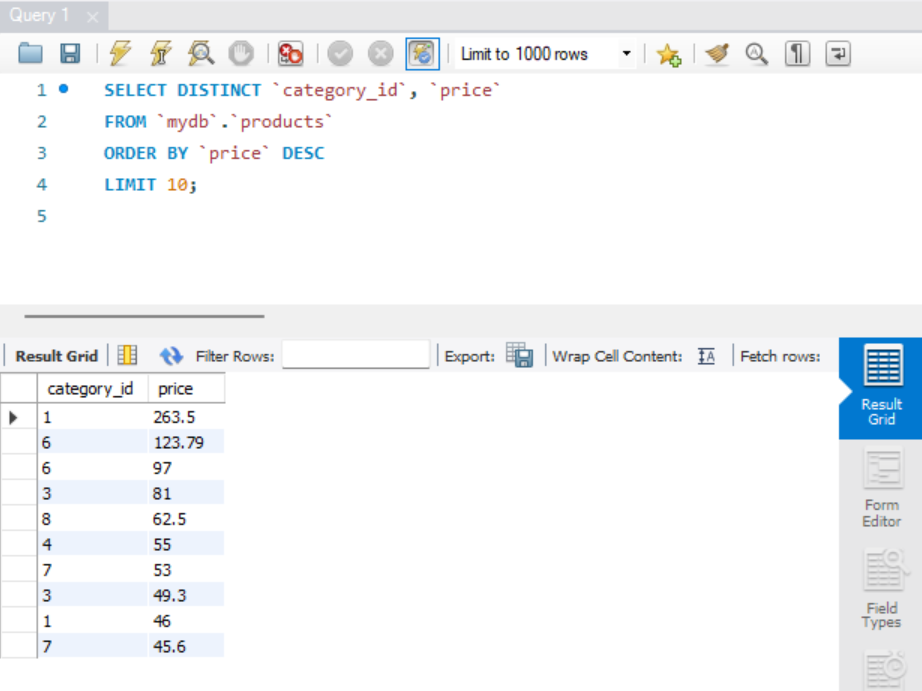 Query 1
Limit to 1000 rows
1 SELECT DISTINCT `category_id`, `price`
2 FROM `mydb`.`products`
3 ORDER BY `price` DESC
4 LIMIT 10;
5
Result Grid Filter Rows: Export: Wrap Cell Content: Fetch rows:
category_id price
1 263.5
6 123.79
6 97
3 81
8 62.5
4 55
7 53
3 49.3
1 46
7 45.6
Result
Grid
Form
Editor
Field
Types